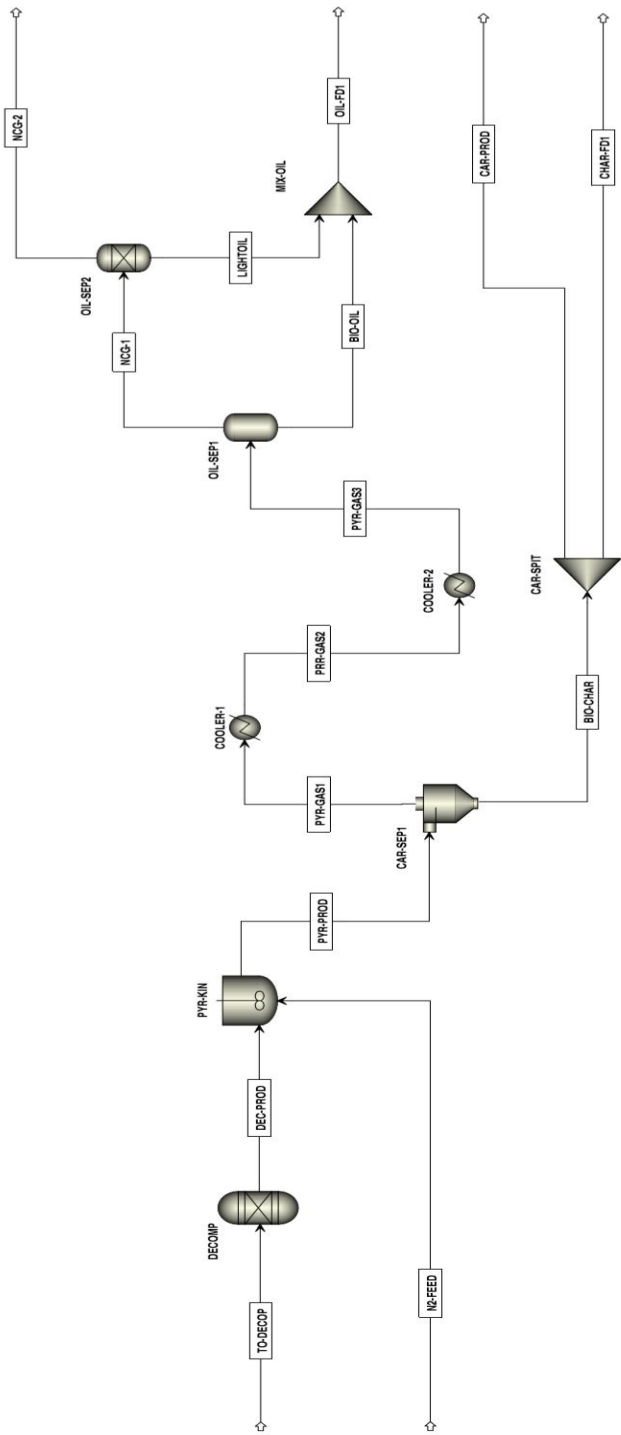 NCG-2
OIL-FD1
CAR-PROD
CHAR-FD1
MIX-OIL
OIL-SEP2
LIGHTOIL
NCG-1
BIO-OIL
OIL-SEP1
PYR-GAS3
COOLER-2
CAR-SPIT
PRR-GAS2
BIO-CHAR
COOLER-1
PYR-GAS1
CAR-SEP1
PYR-PROD
PYR-KIN
DEC-PROD
DECOMP
TO-DECOP
N2-FEED